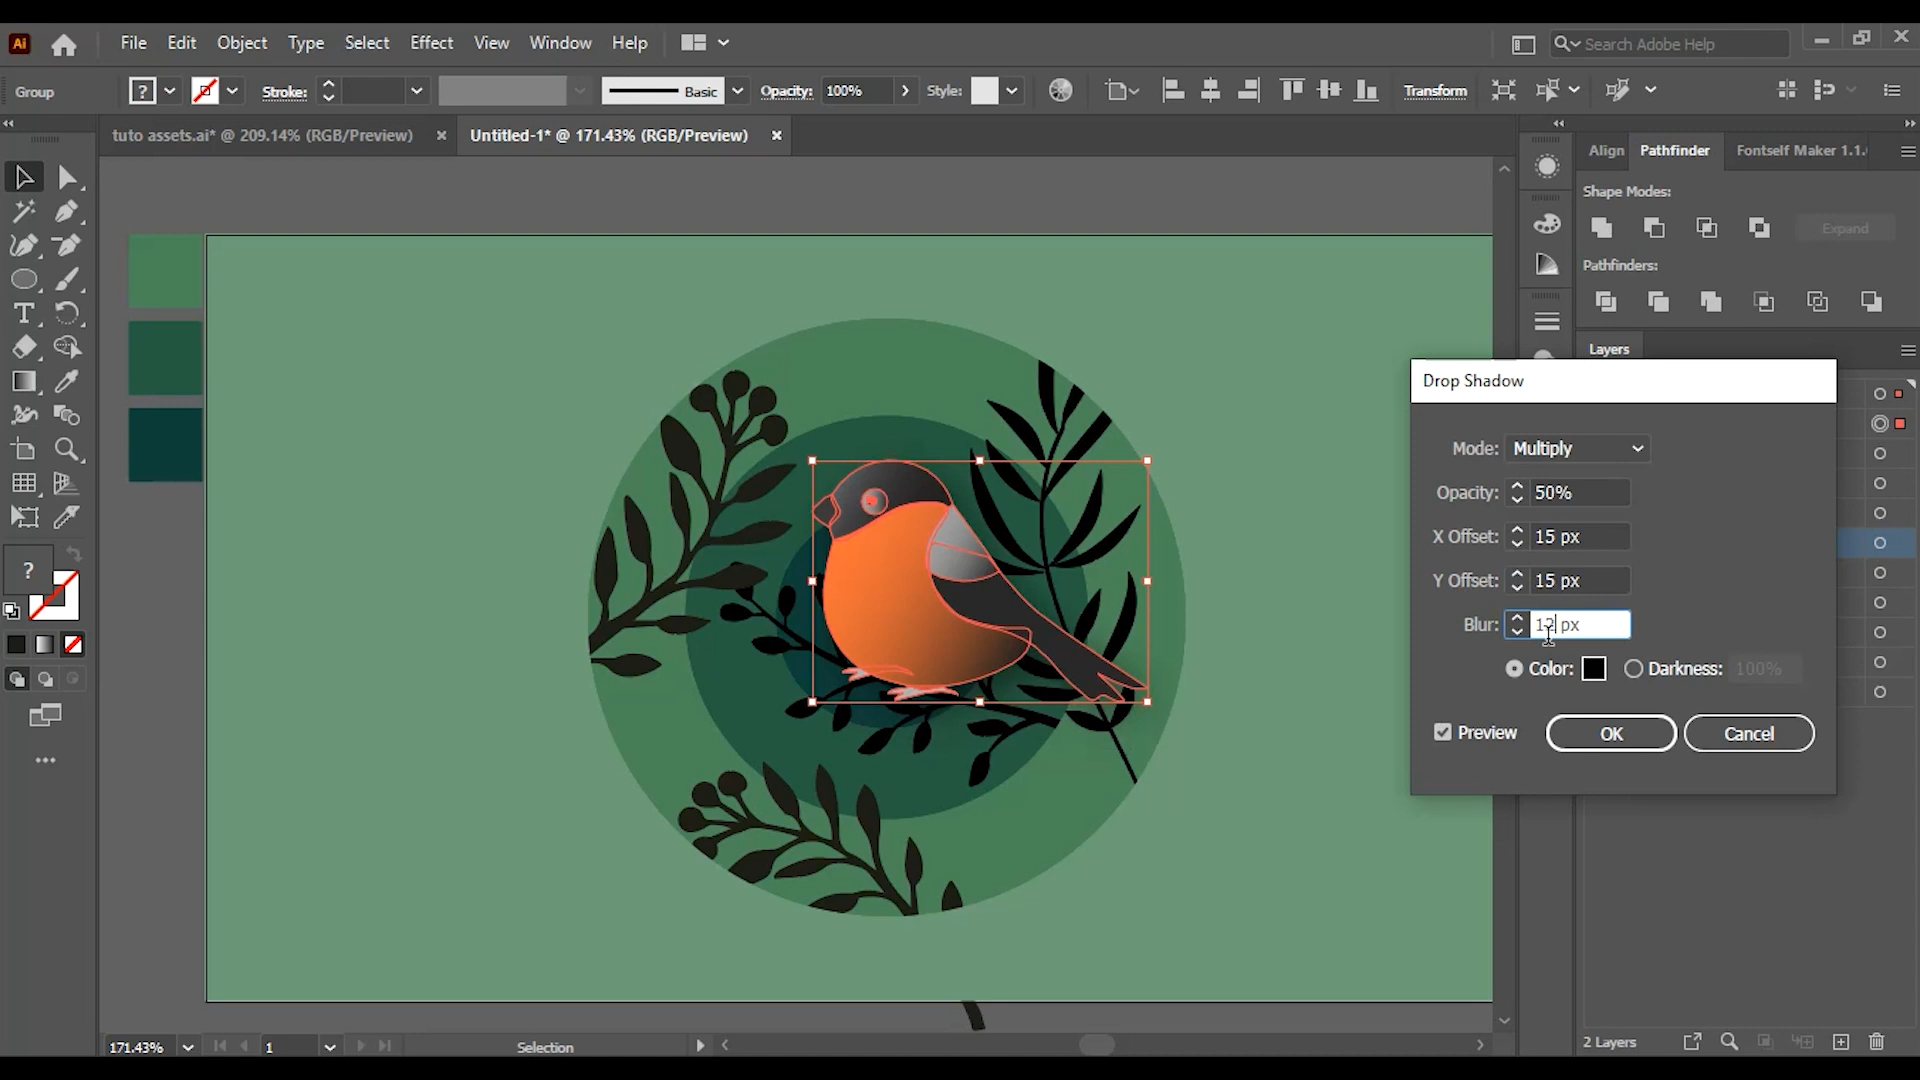 Ai File Edit Object Type Select Effect View Window Help Search Adobe Help
Group ? Stroke: Basic Opacity: 100% Style: Transform
tuto assets.ai* @ 209.14% (RGB/Preview) Untitled-1* @ 171.43% (RGB/Preview)
Align Pathfinder Fontself Maker 1.1.
Shape Modes:
Expand
Pathfinders:
Layers
Drop Shadow
Mode: Multiply
Opacity: 50%
X Offset: 15 px
Y Offset: 15 px
Blur: 12 px
Color: Darkness: 100%
Preview OK Cancel
?
171.43% 1 Selection
2 Layers